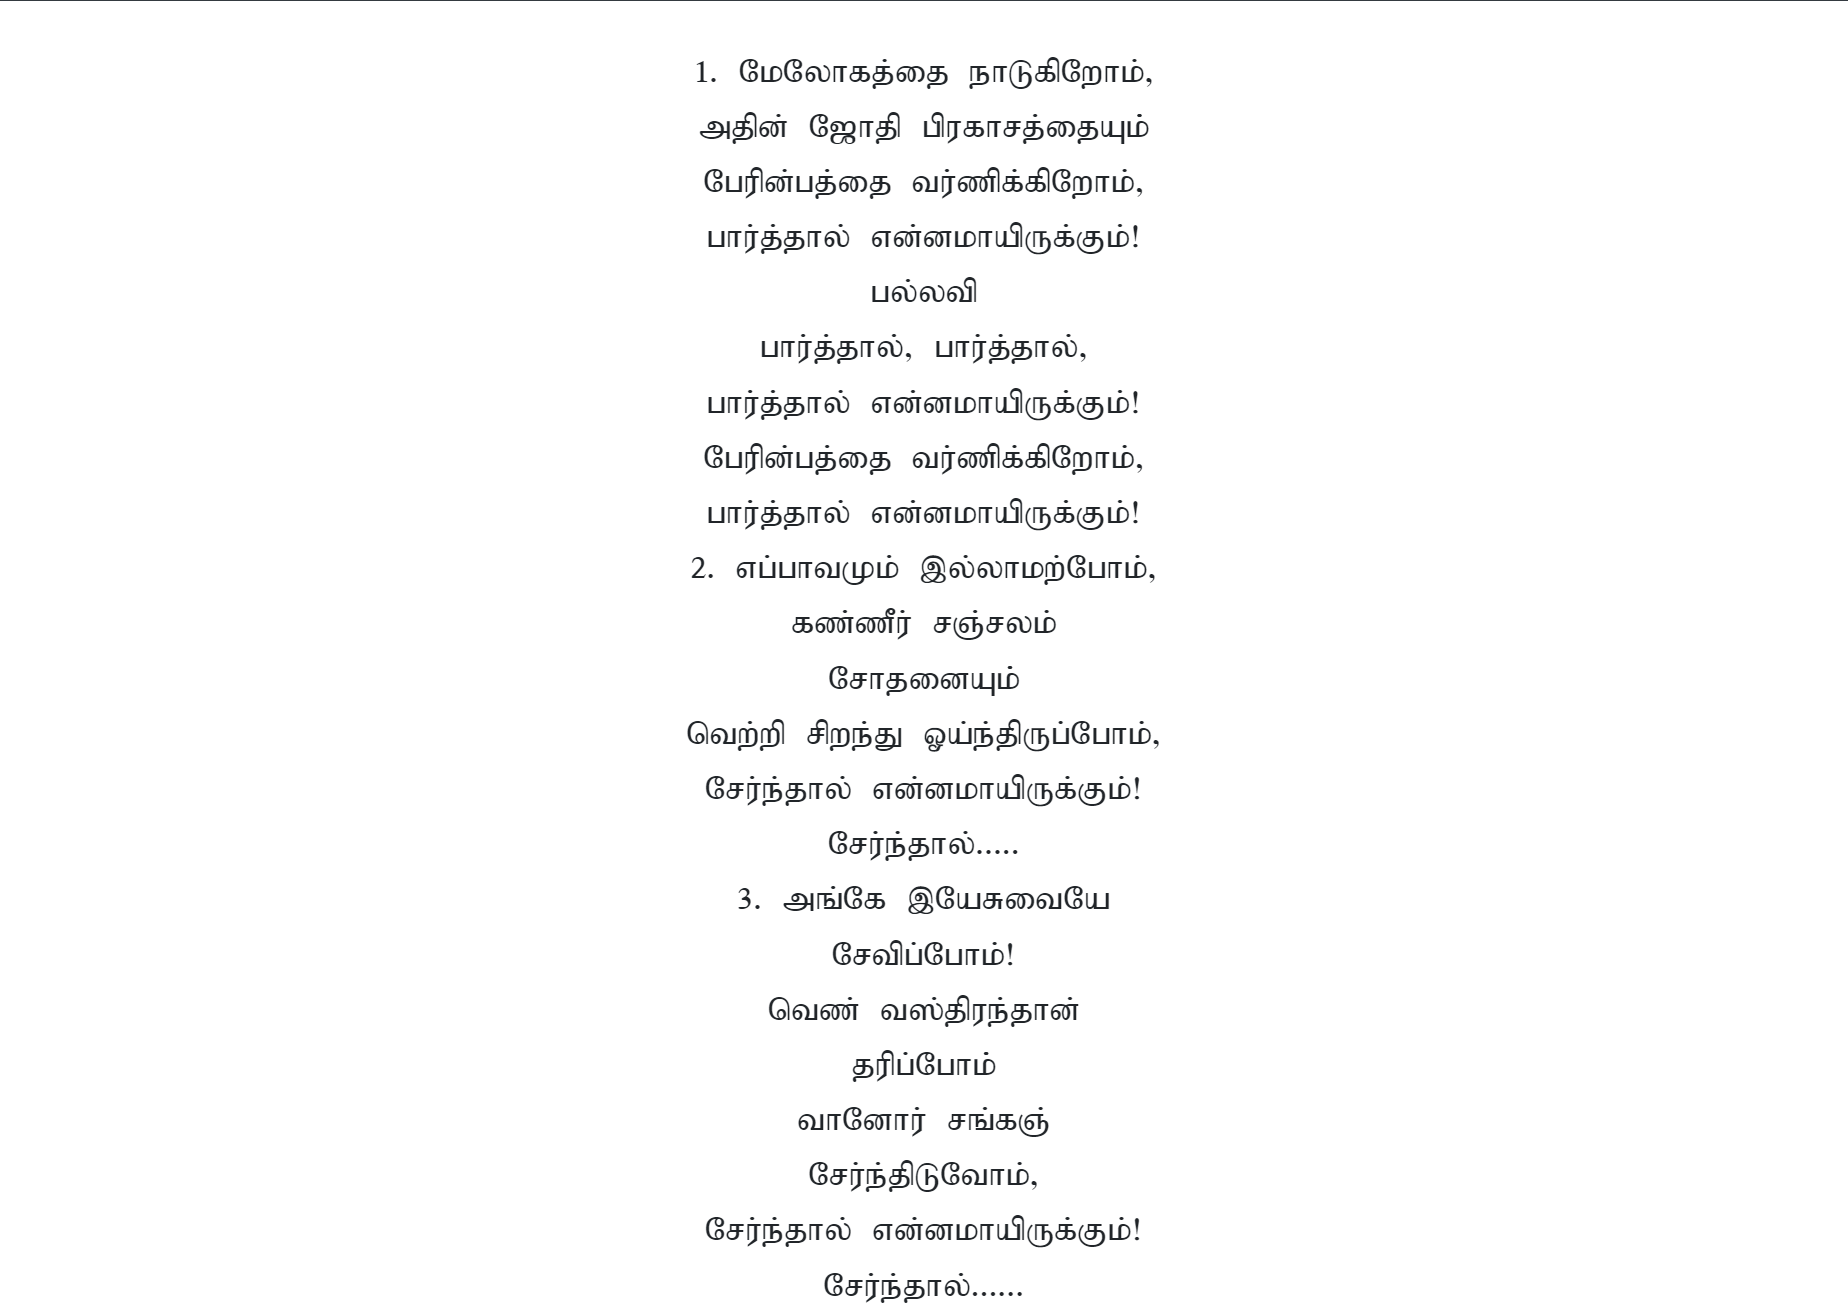 1. மேலோகத்தை நாடுகிறோம்,
அதின் ஜோதி பிரகாசத்தையும்
பேரின்பத்தை வர்ணிக்கிறோம்,
பார்த்தால் என்னமாயிருக்கும்!
பல்லவி
பார்த்தால், பார்த்தால்,
பார்த்தால் என்னமாயிருக்கும்!
பேரின்பத்தை வர்ணிக்கிறோம்,
பார்த்தால் என்னமாயிருக்கும்!
2. எப்பாவமும் இல்லாமற்போம்,
கண்ணீர் சஞ்சலம்
சோதனையும்
வெற்றி சிறந்து ஓய்ந்திருப்போம்,
சேர்ந்தால் என்னமாயிருக்கும்!
சேர்ந்தால்.....
3. அங்கே இயேசுவையே
சேவிப்போம்!
வெண் வஸ்திரந்தான்
தரிப்போம்
வானோர் சங்கஞ்
சேர்ந்திடுவோம்,
சேர்ந்தால் என்னமாயிருக்கும்!
சேர்ந்தால்......